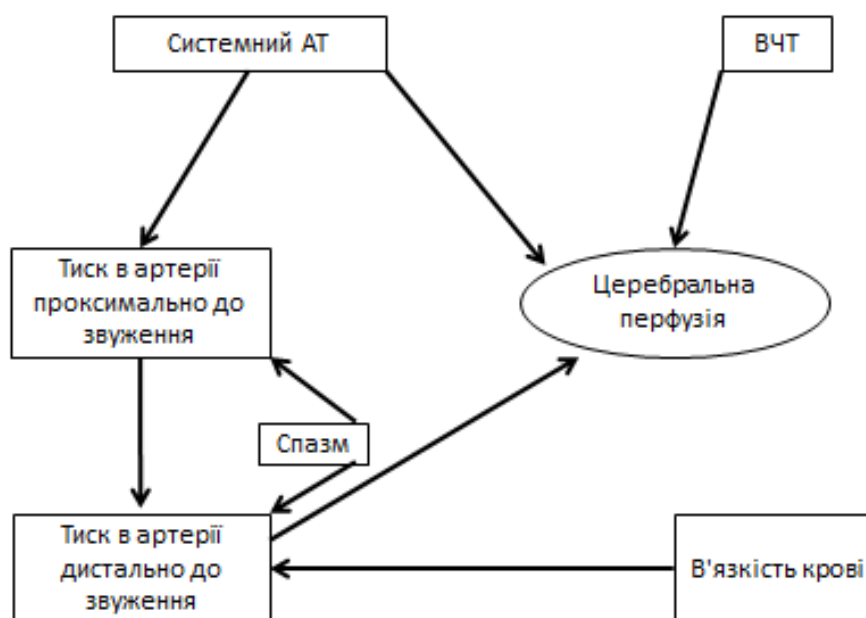 Системний АТ
ВЧТ
Тиск в артерії
проксимально до
звуження
Церебральна
перфузія
Спазм
Тиск в артерії
дистально до
звуження
В'язкість крові